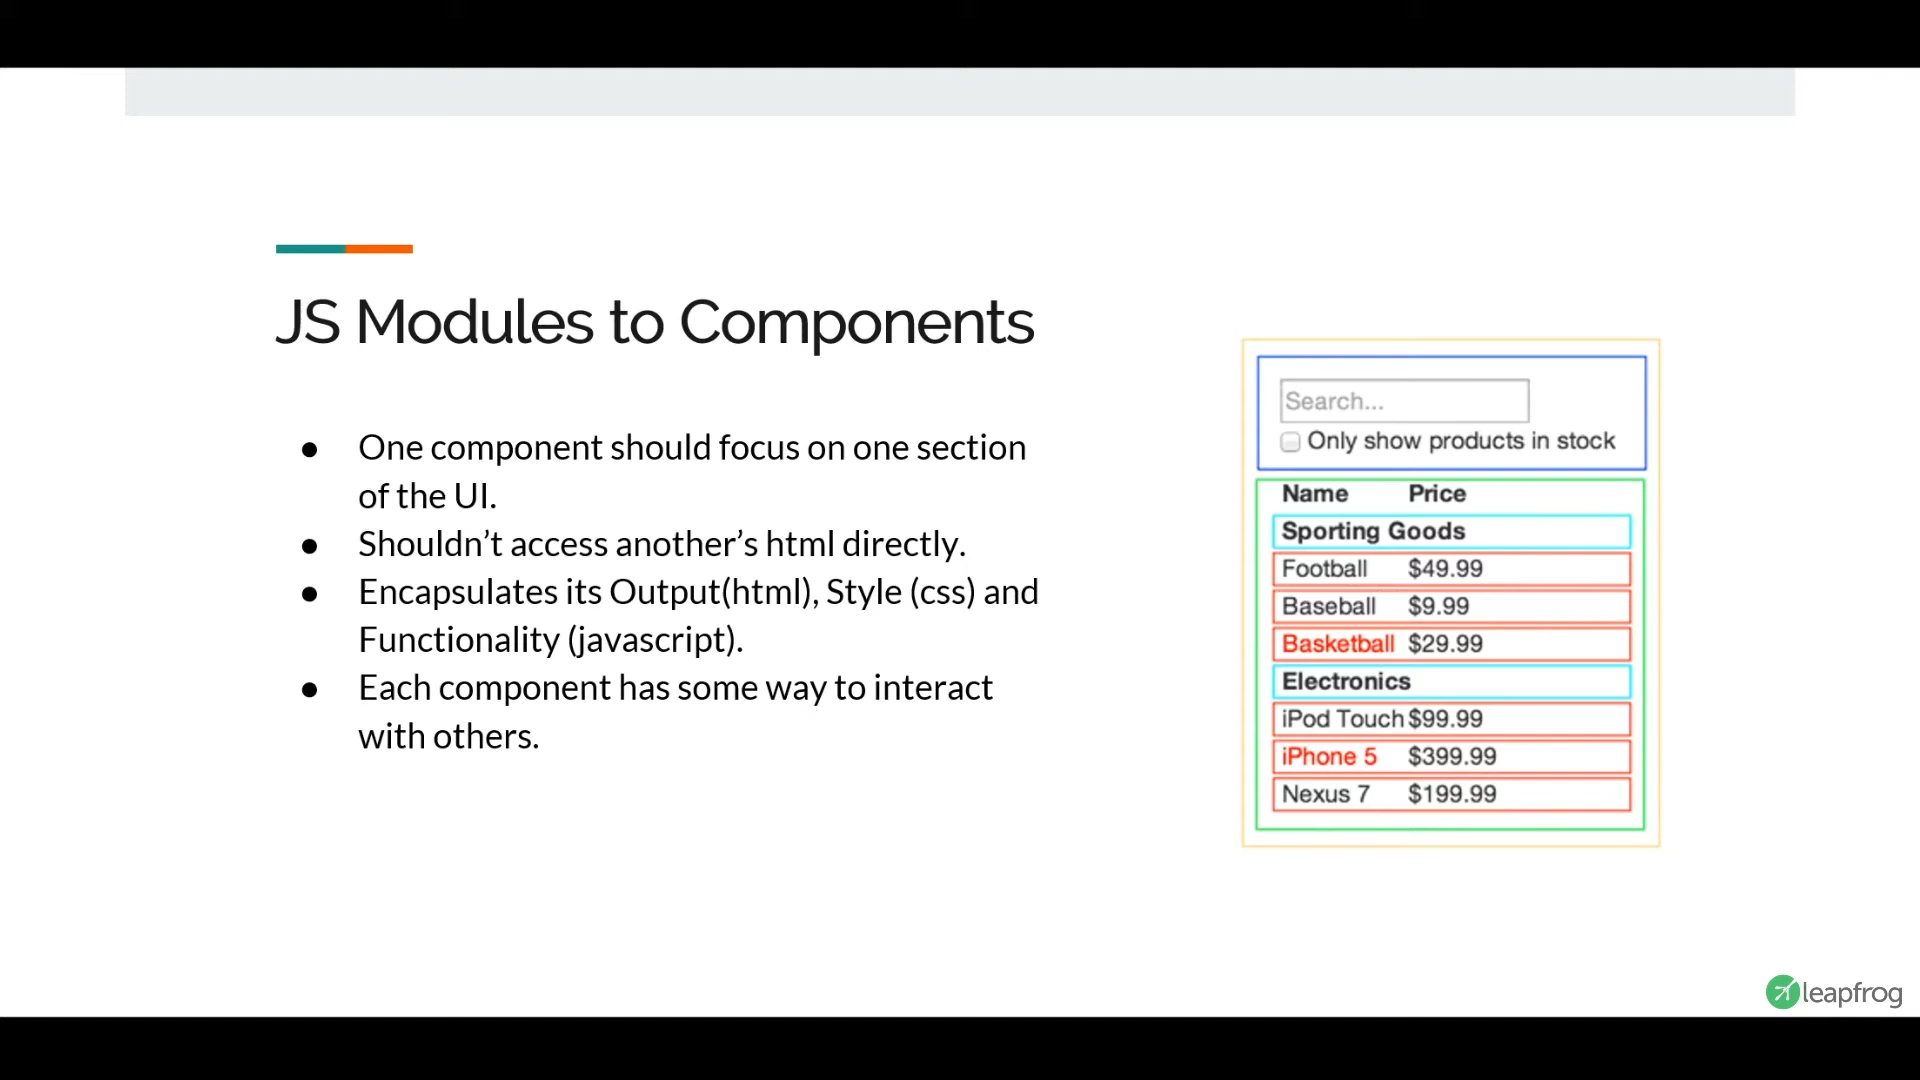 JS Modules to Components
● One component should focus on one section
of the UI.
● Shouldn’t access another’s html directly.
● Encapsulates its Output(html), Style (css) and
Functionality (javascript).
● Each component has some way to interact
with others.
Search...
Only show products in stock
Name Price
Sporting Goods
Football $49.99
Baseball $9.99
Basketball $29.99
Electronics
iPod Touch $99.99
iPhone 5 $399.99
Nexus 7 $199.99
leapfrog